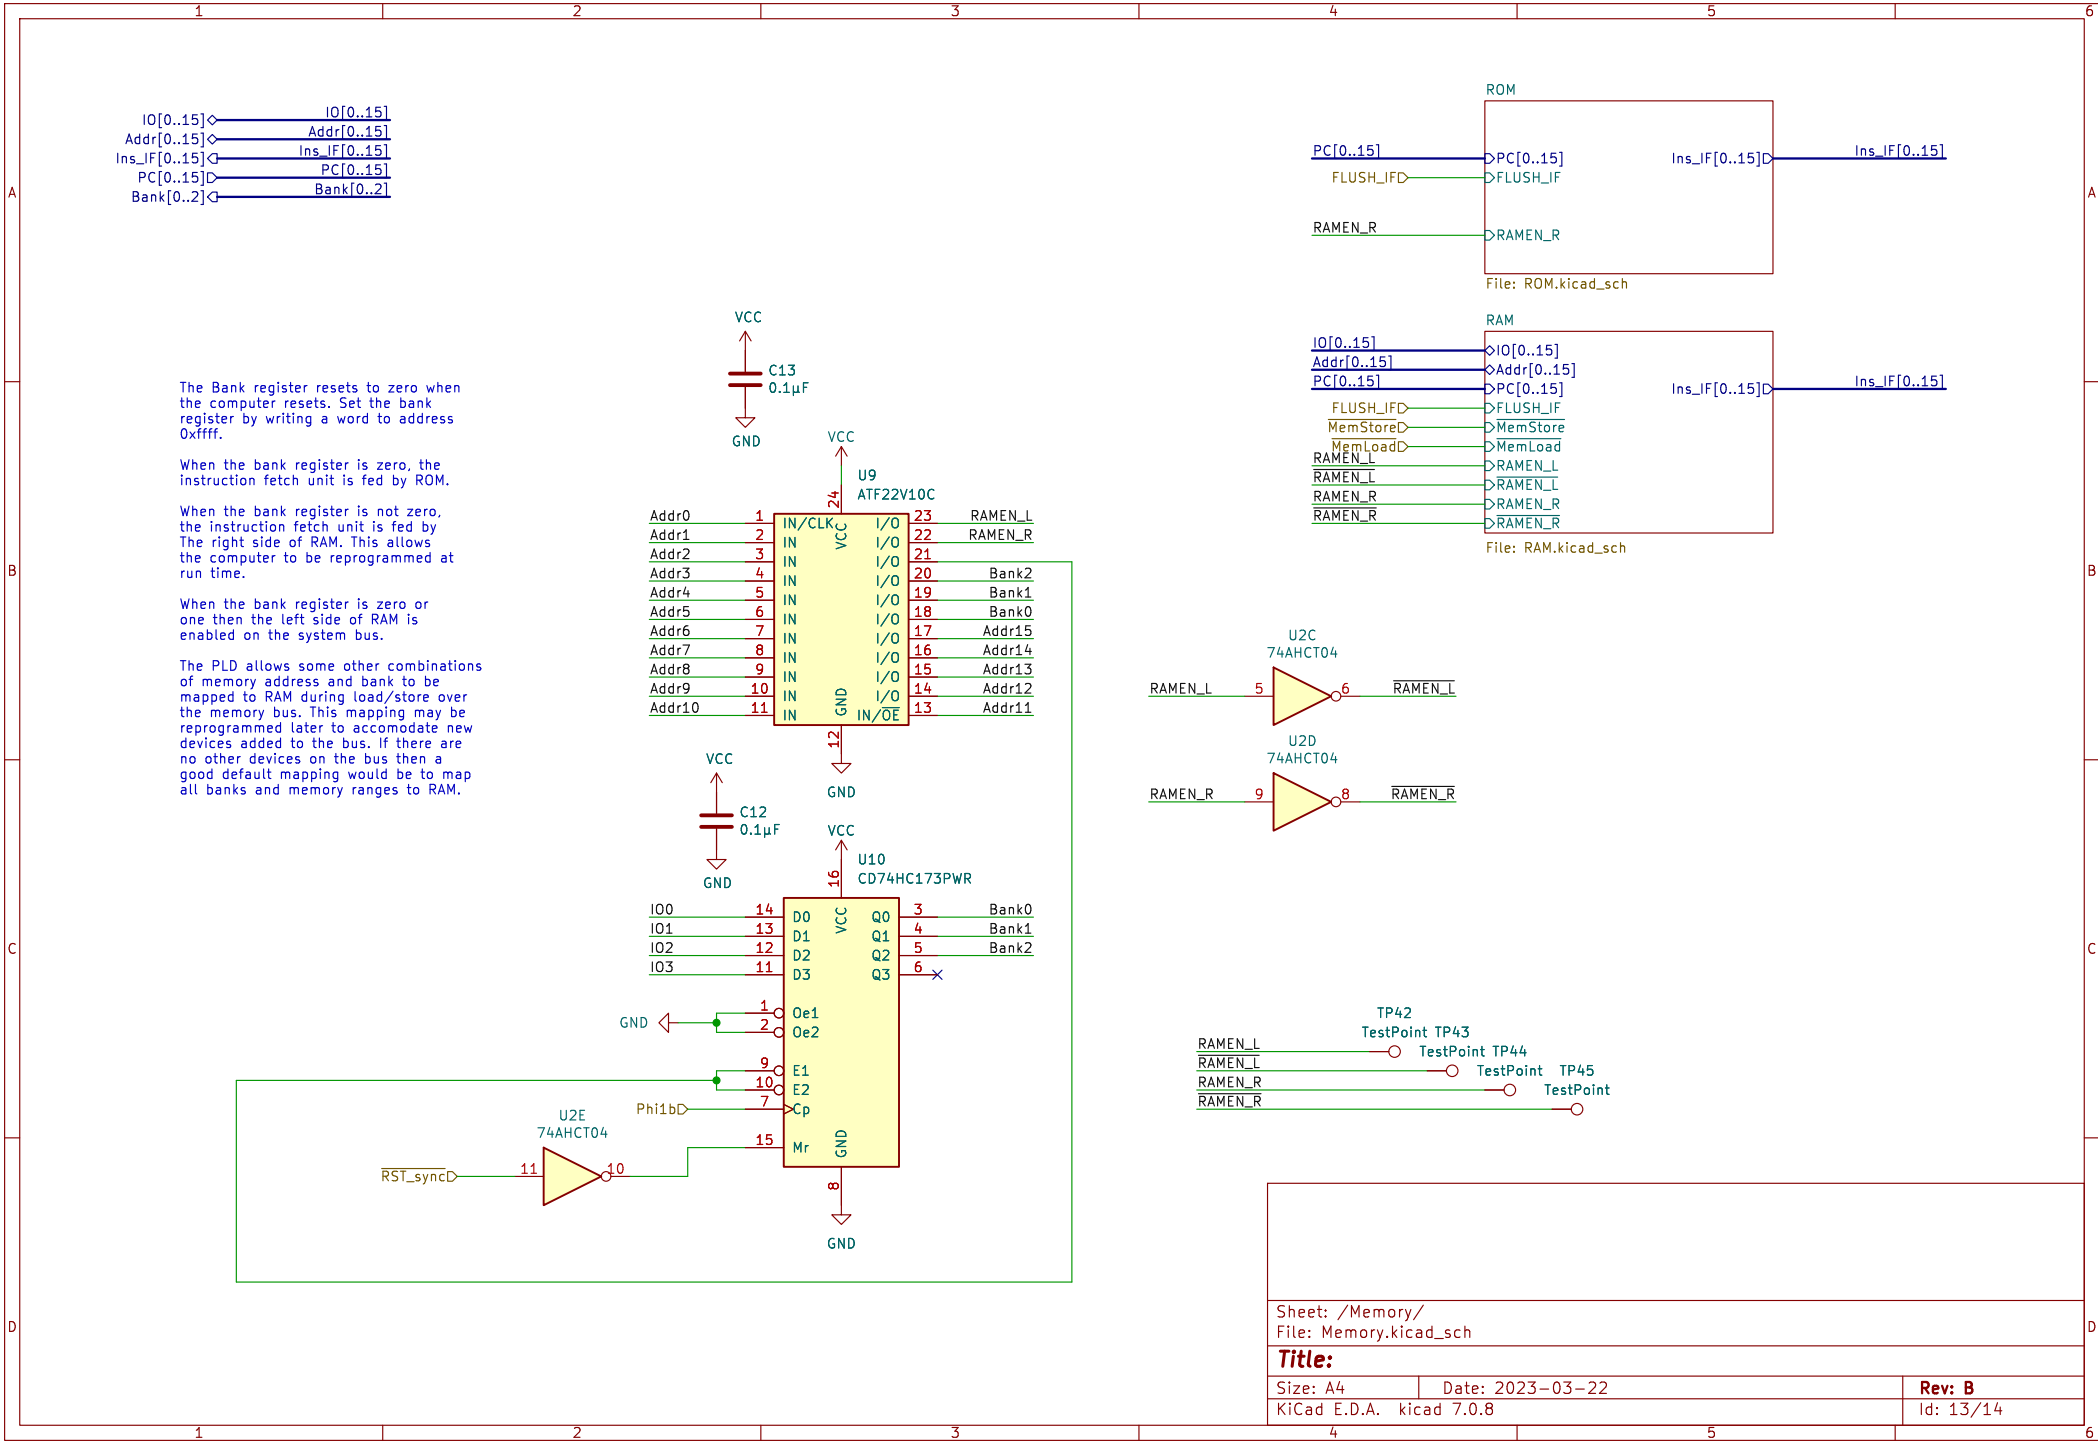 1 2 3 4 5 6
IO[0..15] IO[0..15]
Addr[0..15] Addr[0..15]
Ins_IF[0..15] Ins_IF[0..15]
PC[0..15] PC[0..15]
Bank[0..2] Bank[0..2]
A
A
The Bank register resets to zero when
the computer resets. Set the bank
register by writing a word to address
0xffff.
When the bank register is zero, the
instruction fetch unit is fed by ROM.
When the bank register is not zero,
the instruction fetch unit is fed by
The right side of RAM. This allows
the computer to be reprogrammed at
run time.
When the bank register is zero or
one then the left side of RAM is
enabled on the system bus.
The PLD allows some other combinations
of memory address and bank to be
mapped to RAM during load/store over
the memory bus. This mapping may be
reprogrammed later to accomodate new
devices added to the bus. If there are
no other devices on the bus then a
good default mapping would be to map
all banks and memory ranges to RAM.
B
B
VCC
C13
0.1µF
GND
VCC
U9
ATF22V10C
24
VCC
Addr0 1 IN/CLK I/O 23 RAMEN_L
Addr1 2 IN I/O 22 RAMEN_R
Addr2 3 IN I/O 21
Addr3 4 IN I/O 20 Bank2
Addr4 5 IN I/O 19 Bank1
Addr5 6 IN I/O 18 Bank0
Addr6 7 IN I/O 17 Addr15
Addr7 8 IN I/O 16 Addr14
Addr8 9 IN I/O 15 Addr13
Addr9 10 IN I/O 14 Addr12
Addr10 11 IN IN/OE 13 Addr11
GND
12
GND
VCC
C12
0.1µF
GND
VCC
U10
CD74HC173PWR
16
VCC
IO0 14 D0 Q0 3 Bank0
IO1 13 D1 Q1 4 Bank1
IO2 12 D2 Q2 5 Bank2
IO3 11 D3 Q3 6
GND
1 Oe1
2 Oe2
9 E1
10 E2
Phi1b 7 Cp
15 Mr
GND
8
GND
U2E
74AHCT04
RST_sync 11 10
C
C
ROM
PC[0..15] PC[0..15] Ins_IF[0..15] Ins_IF[0..15]
FLUSH_IF FLUSH_IF
RAMEN_R RAMEN_R
File: ROM.kicad_sch
RAM
IO[0..15] IO[0..15]
Addr[0..15] Addr[0..15]
PC[0..15] PC[0..15] Ins_IF[0..15] Ins_IF[0..15]
FLUSH_IF FLUSH_IF
MemStore MemStore
MemLoad MemLoad
RAMEN_L RAMEN_L
RAMEN_L RAMEN_L
RAMEN_R RAMEN_R
RAMEN_R RAMEN_R
File: RAM.kicad_sch
U2C
74AHCT04
RAMEN_L 5 6 RAMEN_L
U2D
74AHCT04
RAMEN_R 9 8 RAMEN_R
TP42
TestPoint TP43
RAMEN_L TestPoint TP44
RAMEN_L TestPoint TP45
RAMEN_R TestPoint
RAMEN_R
D
D
Sheet: /Memory/
File: Memory.kicad_sch
Title:
Size: A4 Date: 2023-03-22 Rev: B
KiCad E.D.A. kicad 7.0.8 Id: 13/14
1 2 3 4 5 6